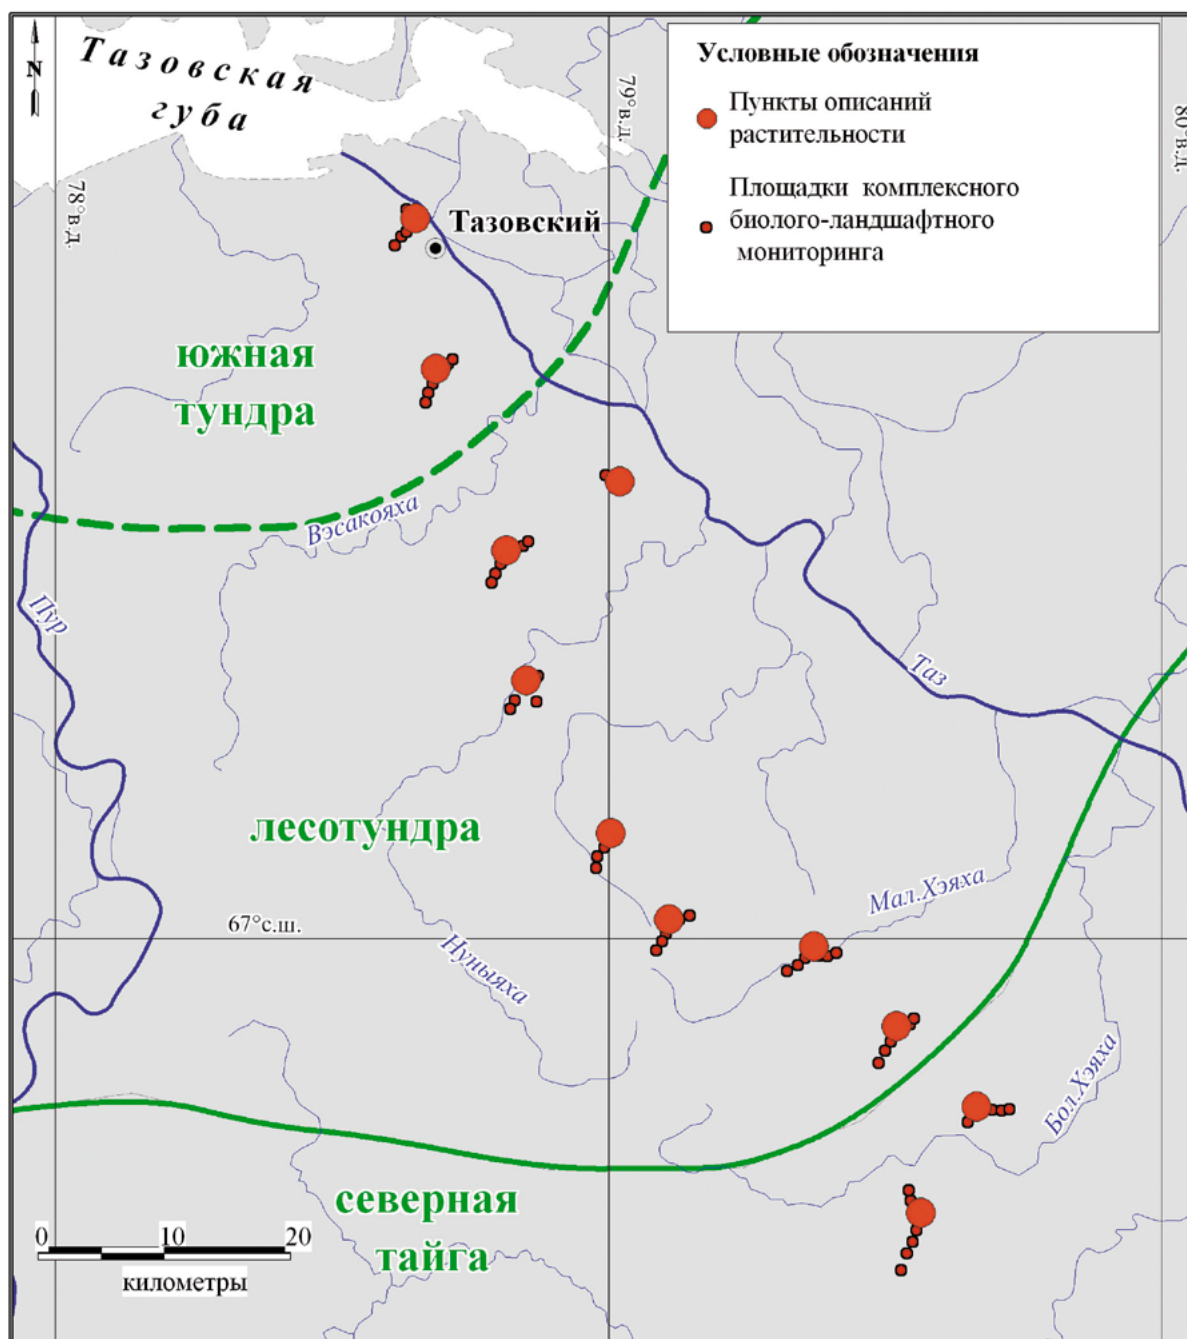 N
Тазовская
губа
79°в.д.
Условные обозначения
Пункты описаний
растительности
Площадки комплексного
биолого-ландшафтного
мониторинга
80°в.д.
78°в.д.
Тазовский
южная
тундра
Вэсакояха
Пур
Таз
лесотундра
Мал.Хэяха
67°с.ш.
Нуныяха
Бол.Хэяха
северная
тайга
0 10 20
километры